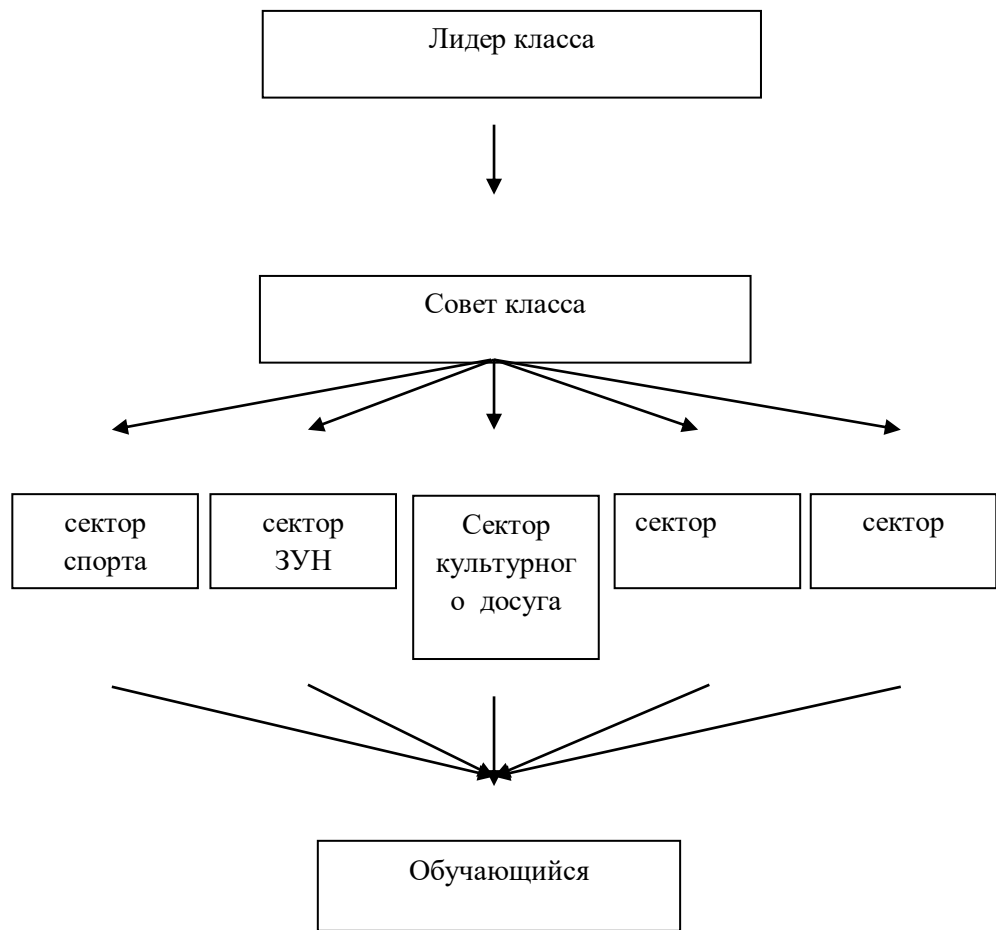 Лидер класса
Совет класса
сектор
спорта
сектор
ЗУН
Сектор
культурног
о досуга
сектор
сектор
Обучающийся